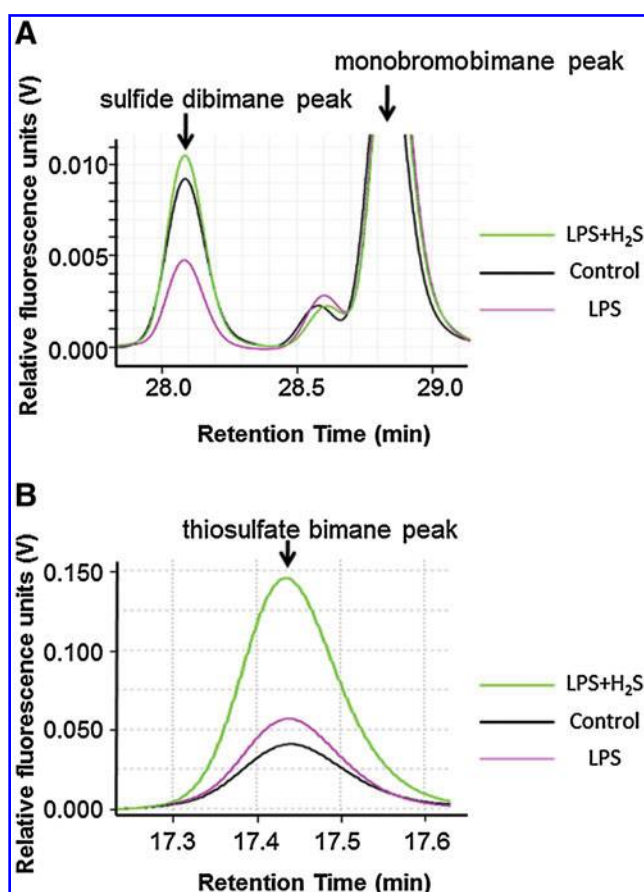 A
monobromobimane peak
sulfide dibimane peak
Relative fluorescence units (V)
0.010
0.005
0.000
28.0
28.5
29.0
Retention Time (min)
LPS+H₂S
Control
LPS
B
thiosulfate bimane peak
Relative fluorescence units (V)
0.150
0.100
0.050
0.000
17.3
17.4
17.5
17.6
Retention Time (min)
LPS+H₂S
Control
LPS